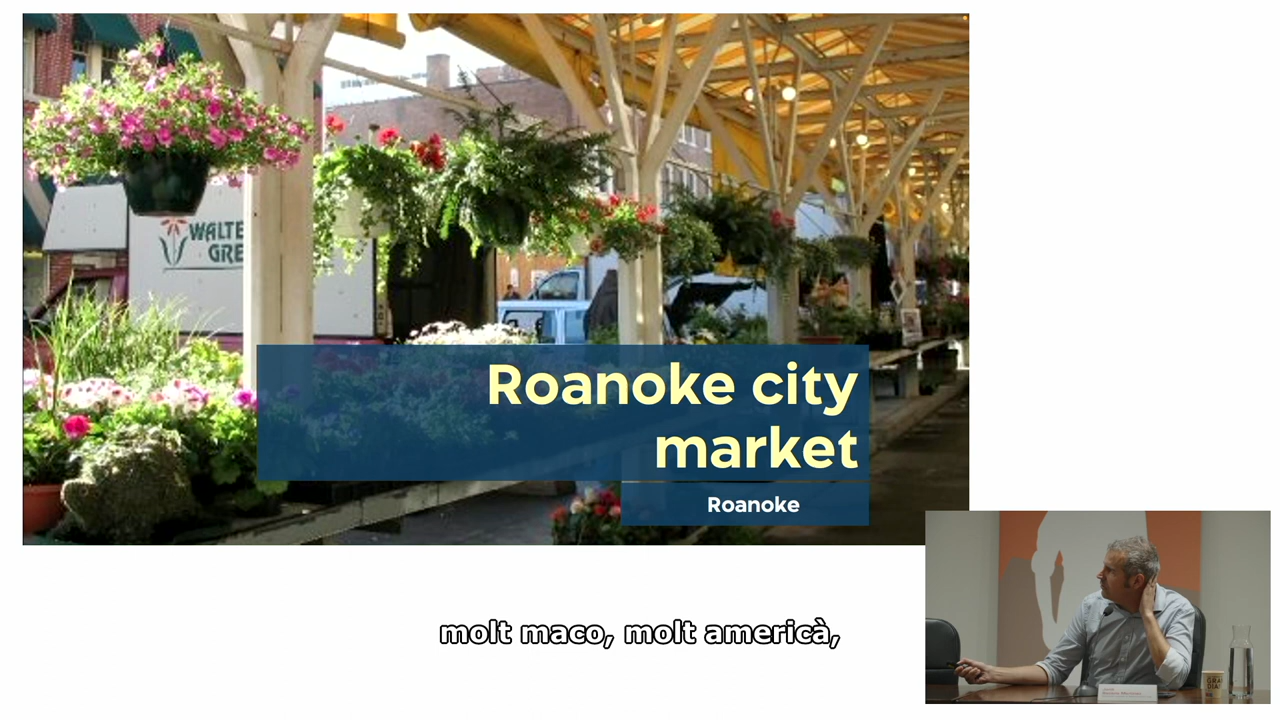 WALTE
GRE
Roanoke city
market
Roanoke
molt maco, molt americà,